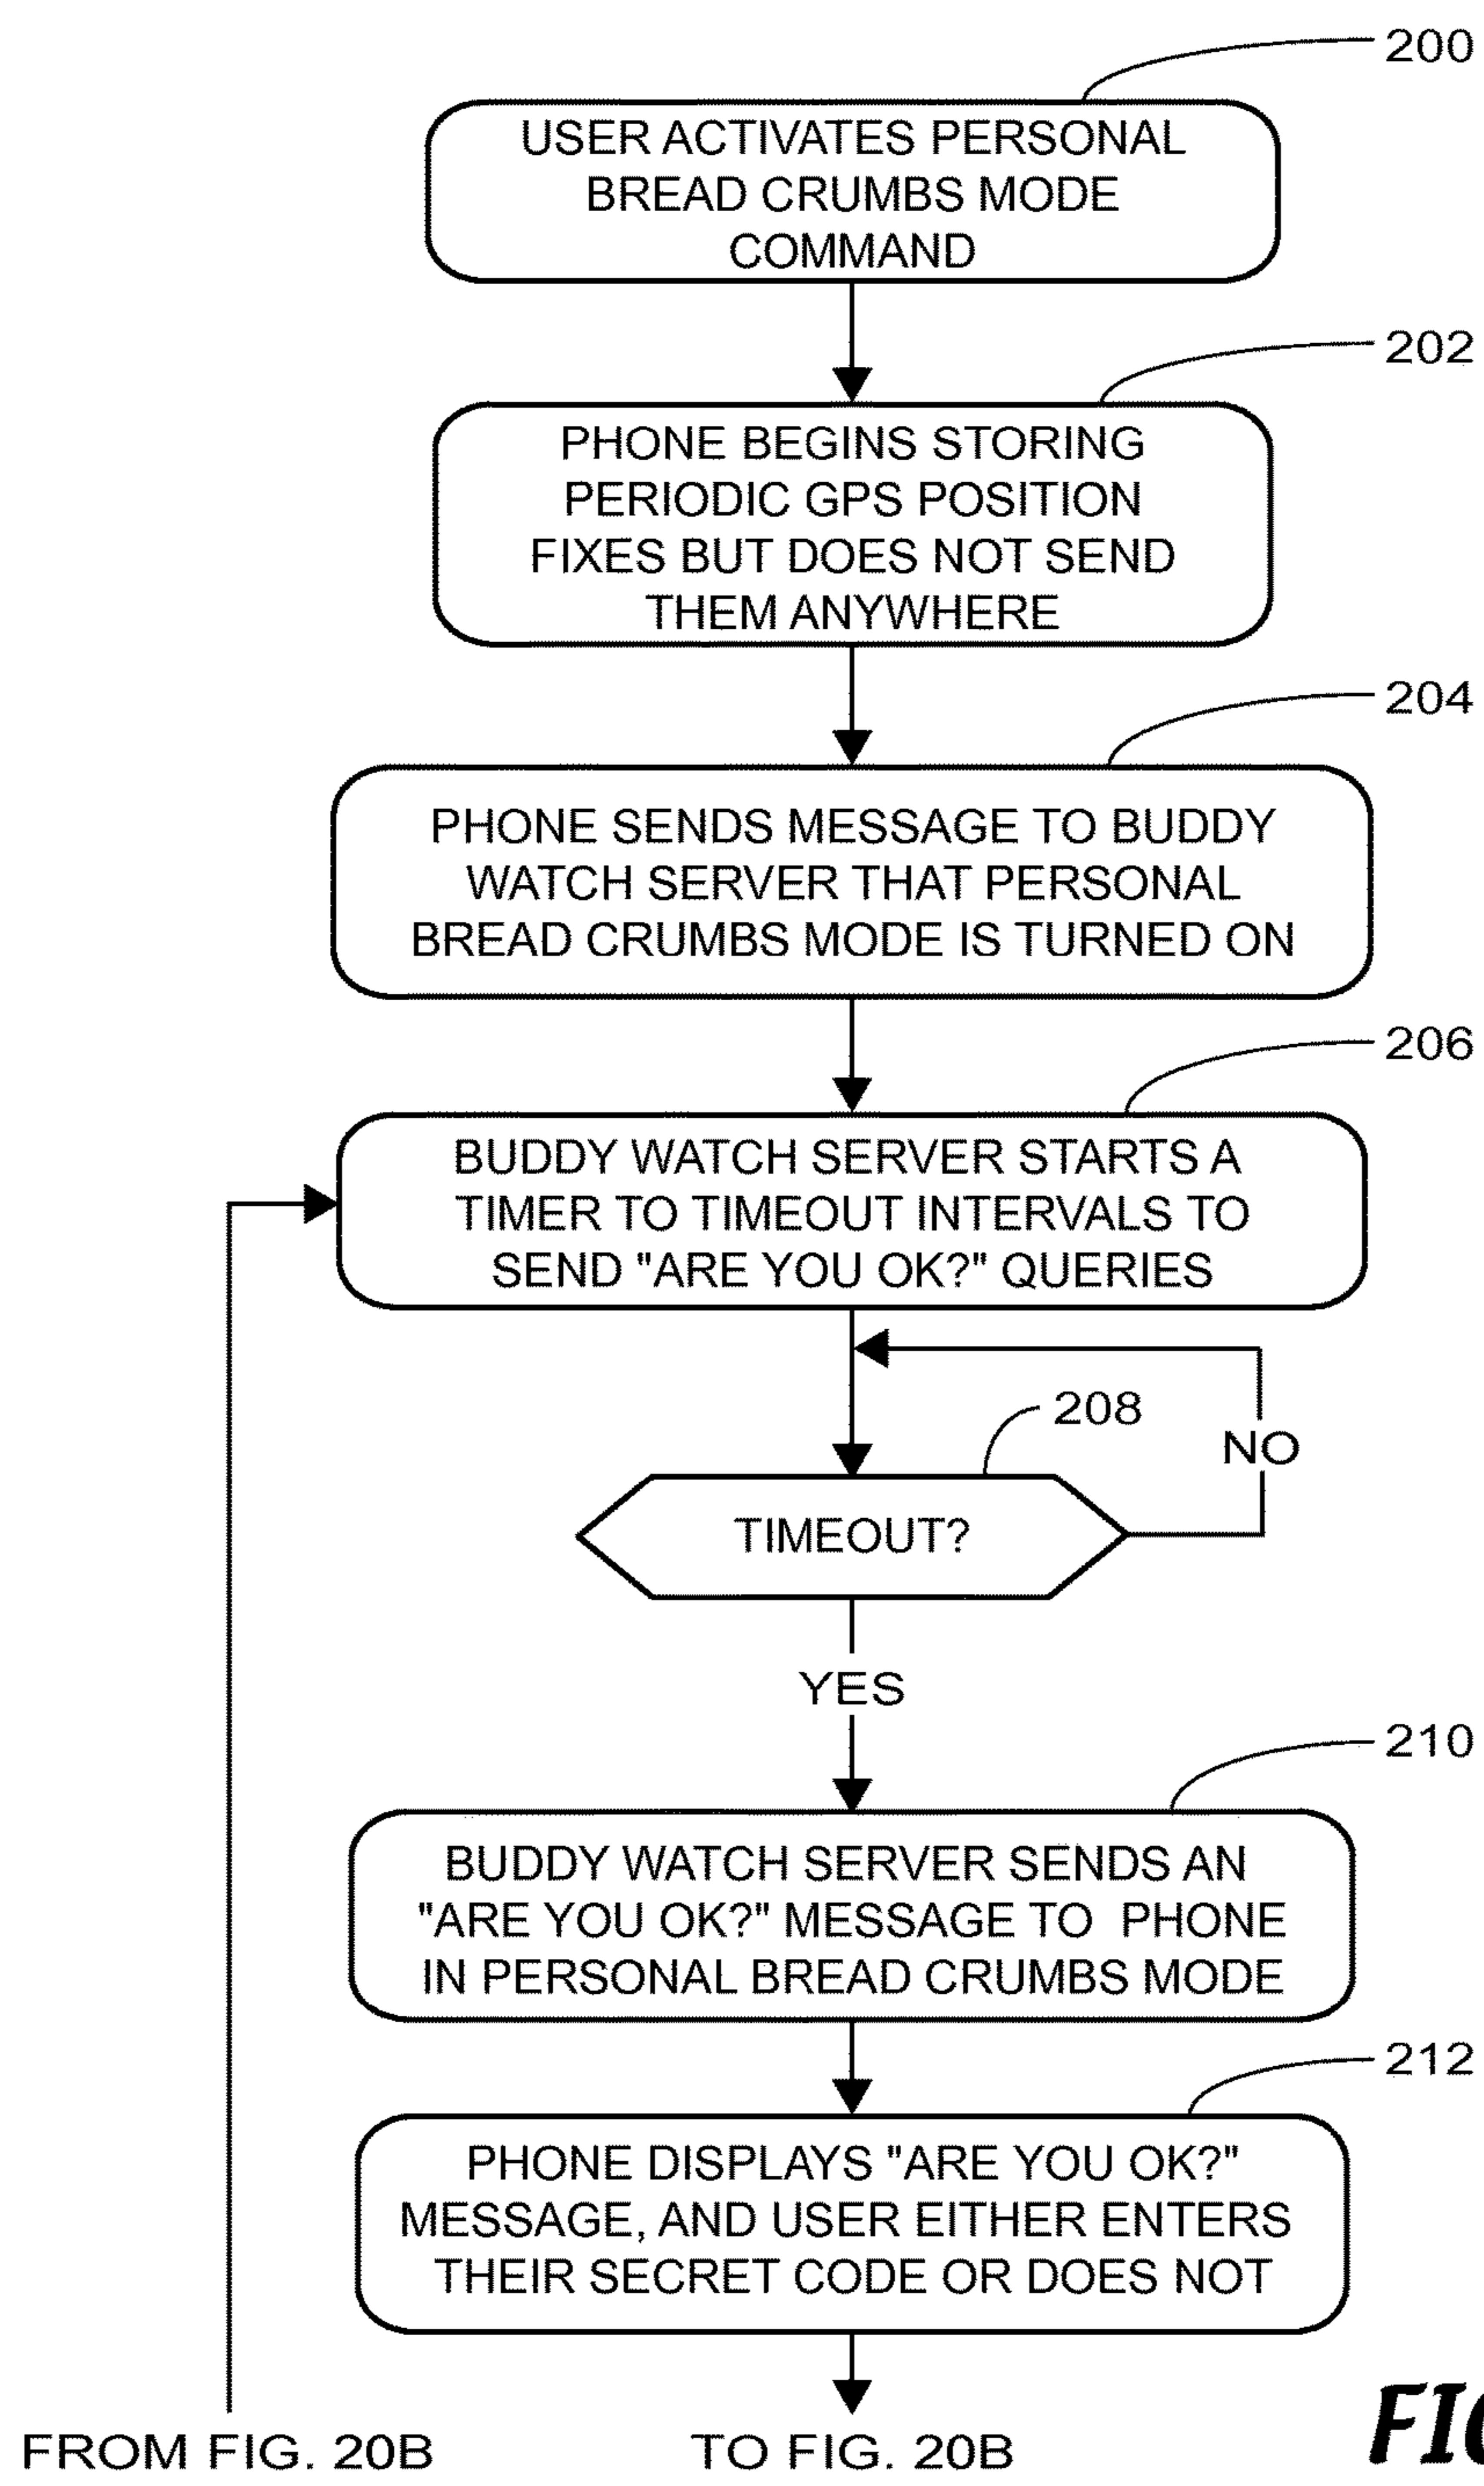 200
USER ACTIVATES PERSONAL
BREAD CRUMBS MODE
COMMAND
202
PHONE BEGINS STORING
PERIODIC GPS POSITION
FIXES BUT DOES NOT SEND
THEM ANYWHERE
204
PHONE SENDS MESSAGE TO BUDDY
WATCH SERVER THAT PERSONAL
BREAD CRUMBS MODE IS TURNED ON
206
BUDDY WATCH SERVER STARTS A
TIMER TO TIMEOUT INTERVALS TO
SEND "ARE YOU OK?" QUERIES
208
NO
TIMEOUT?
YES
210
BUDDY WATCH SERVER SENDS AN
"ARE YOU OK?" MESSAGE TO PHONE
IN PERSONAL BREAD CRUMBS MODE
212
PHONE DISPLAYS "ARE YOU OK?"
MESSAGE, AND USER EITHER ENTERS
THEIR SECRET CODE OR DOES NOT
FROM FIG. 20B
TO FIG. 20B